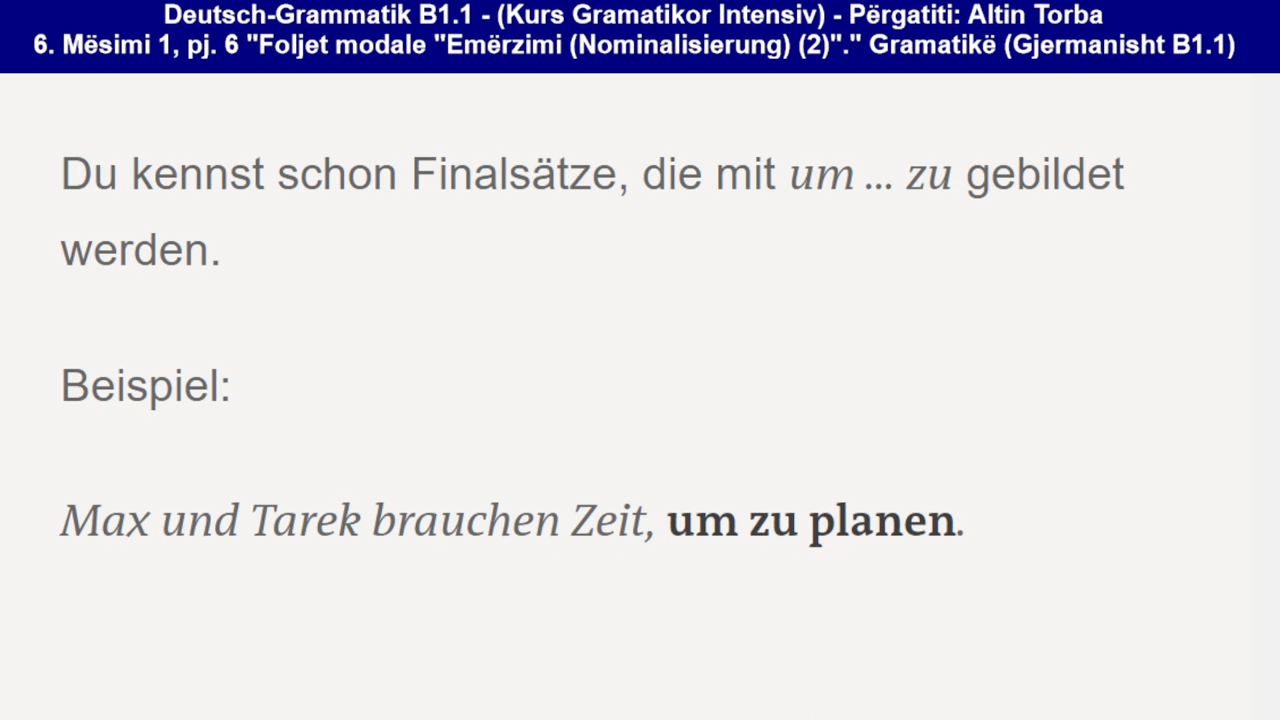 Deutsch-Grammatik B1.1 - (Kurs Gramatikor Intensiv) - Përgatiti: Altin Torba
6. Mësimi 1, pj. 6 "Foljet modale "Emërzimi (Nominalisierung) (2)"." Gramatikë (Gjermanisht B1.1)
Du kennst schon Finalsätze, die mit um ... zu gebildet
werden.
Beispiel:
Max und Tarek brauchen Zeit, um zu planen.